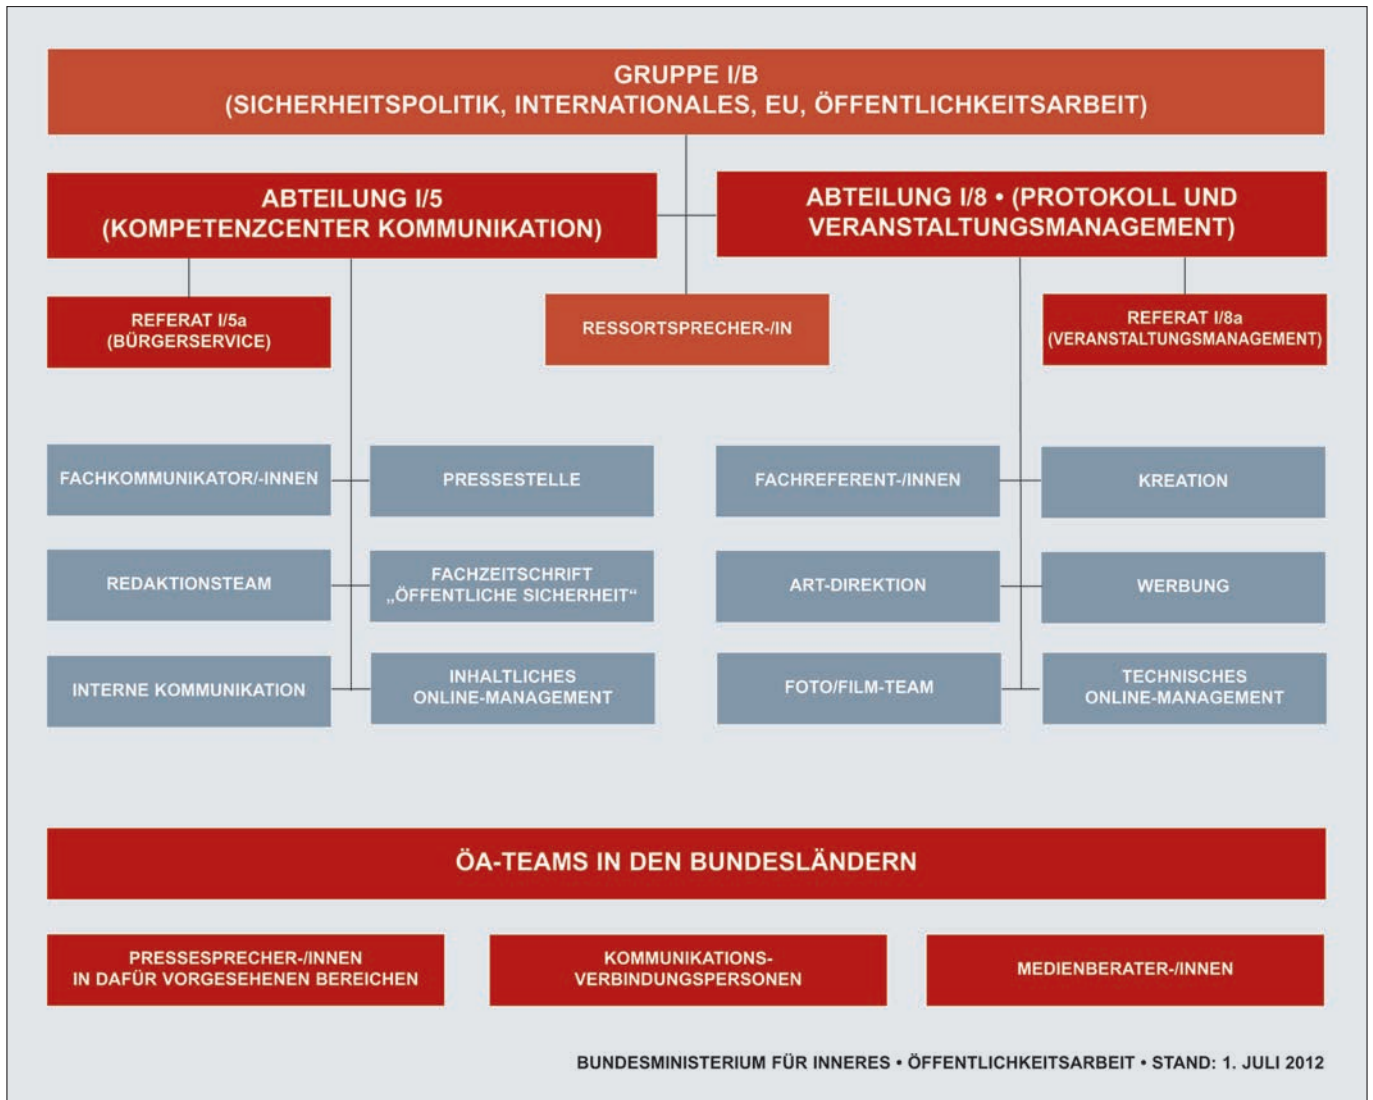 GRUPPE I/B
(SICHERHEITSPOLITIK, INTERNATIONALES, EU, ÖFFENTLICHKEITSARBEIT)
ABTEILUNG I/5
(KOMPETENZCENTER KOMMUNIKATION)
ABTEILUNG I/8 • (PROTOKOLL UND
VERANSTALTUNGSMANAGEMENT)
REFERAT I/5a
(BÜRGERSERVICE)
RESSORTSPRECHER-/IN
REFERAT I/8a
(VERANSTALTUNGSMANAGEMENT)
FACHKOMMUNIKATOR/-INNEN
PRESSESTELLE
FACHREFERENT-/INNEN
KREATION
REDAKTIONSTEAM
FACHZEITSCHRIFT
„ÖFFENTLICHE SICHERHEIT“
ART-DIREKTION
WERBUNG
INTERNE KOMMUNIKATION
INHALTLICHES
ONLINE-MANAGEMENT
FOTO/FILM-TEAM
TECHNISCHES
ONLINE-MANAGEMENT
ÖA-TEAMS IN DEN BUNDESLÄNDERN
PRESSESPRECHER-/INNEN
IN DAFÜR VORGESEHENEN BEREICHEN
KOMMUNIKATIONS-
VERBINDUNGSPERSONEN
MEDIENBERATER-/INNEN
BUNDESMINISTERIUM FÜR INNERES • ÖFFENTLICHKEITSARBEIT • STAND: 1. JULI 2012